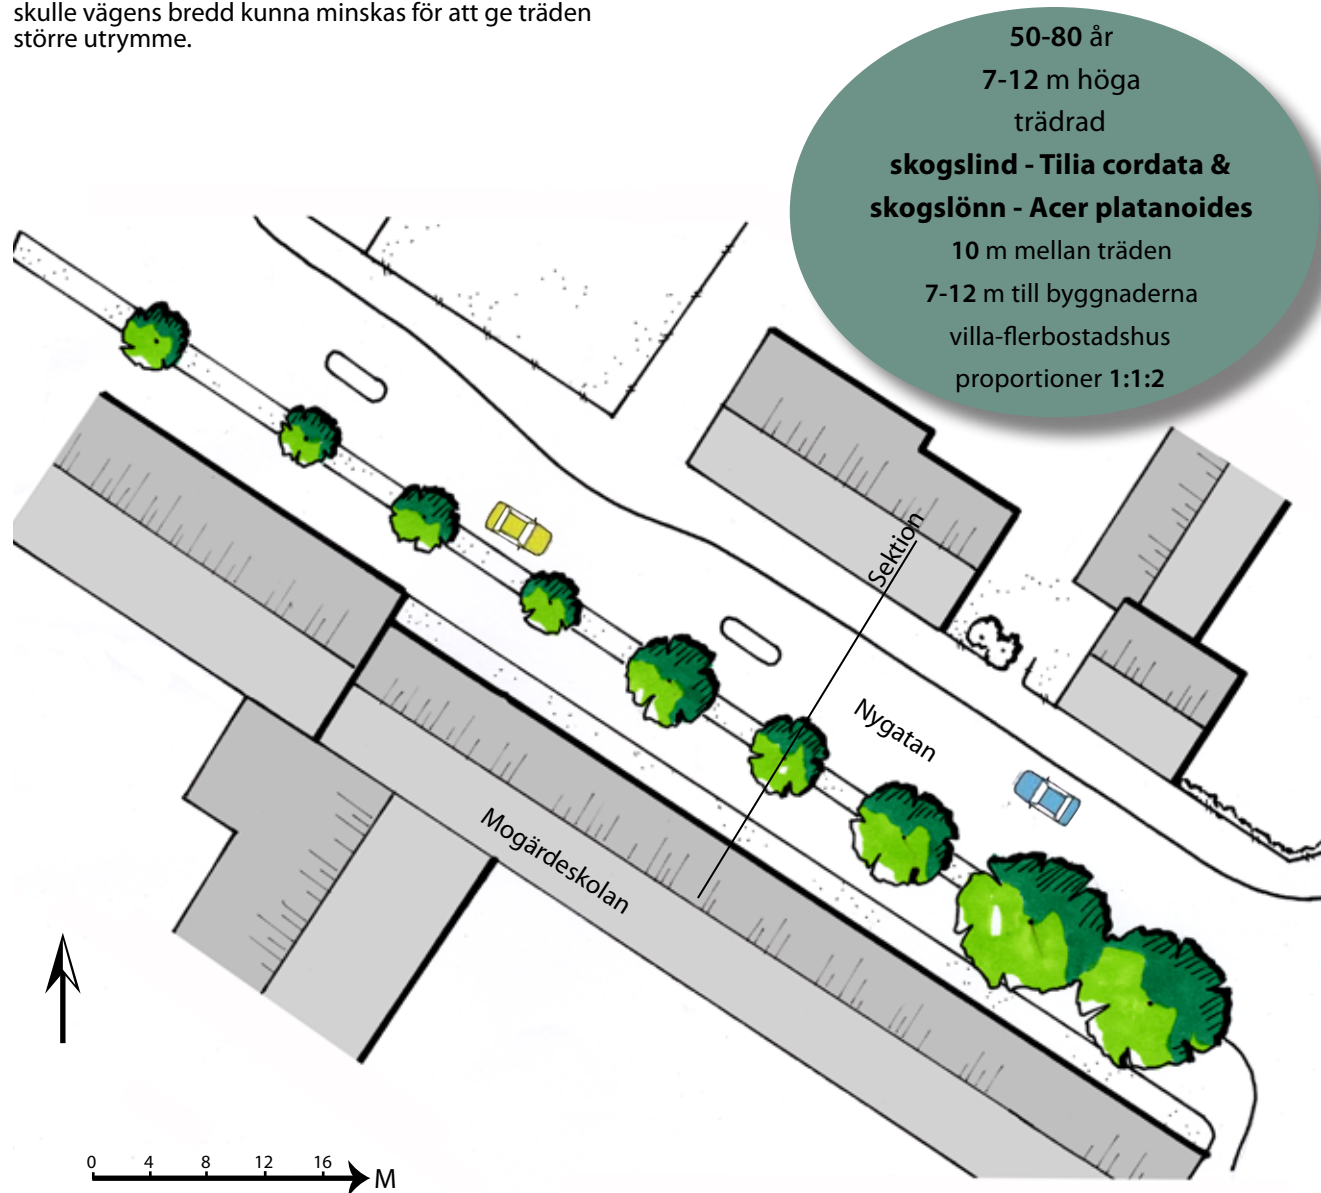 skulle vägens bredd kunna minskas för att ge träden
större utrymme.
50-80 år
7-12 m höga
trädrad
skogslind - Tilia cordata &
skogslönn - Acer platanoides
10 m mellan träden
7-12 m till byggnaderna
villa-flerbostadshus
proportioner 1:1:2
Sektion
Nygatan
Mogärdeskolan
0 4 8 12 16 M